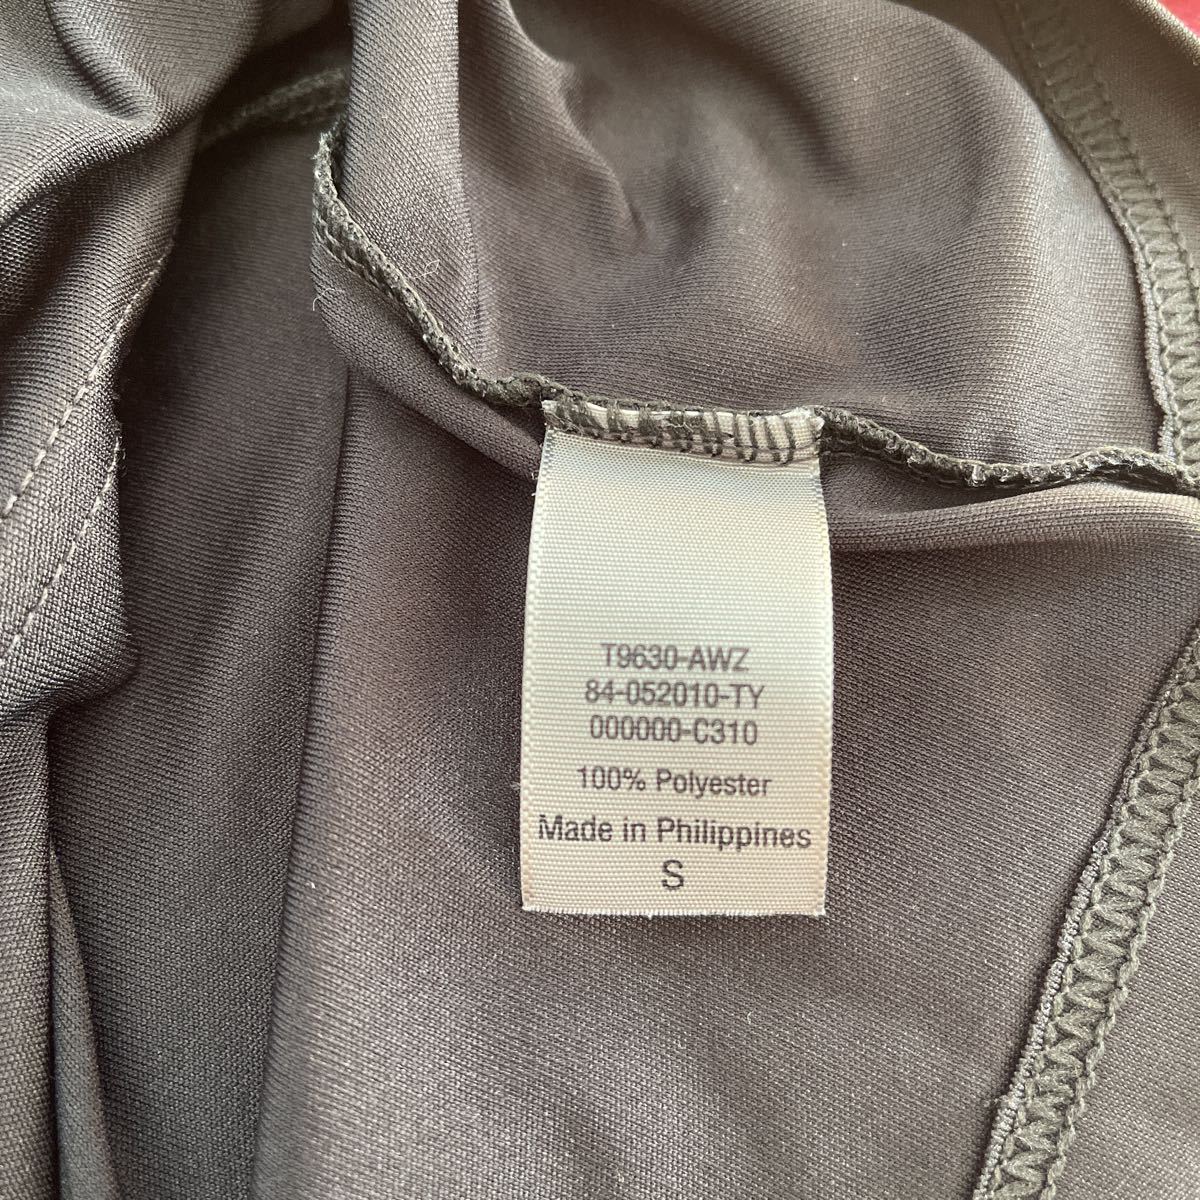 T9630-AWZ
84-052010-TY
000000-C310
100% Polyester
Made in Philippines
S